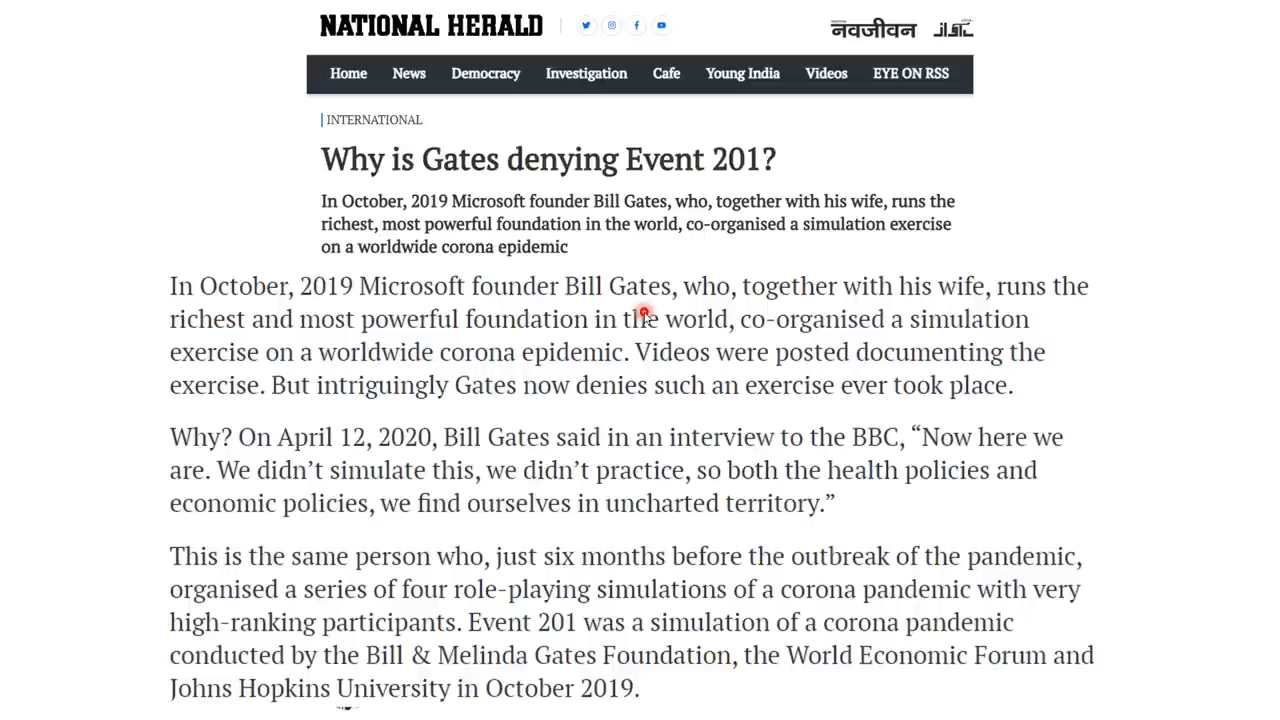 NATIONAL HERALD
नवजीवन
Home News Democracy Investigation Cafe Young India Videos EYE ON RSS
INTERNATIONAL
Why is Gates denying Event 201?
In October, 2019 Microsoft founder Bill Gates, who, together with his wife, runs the
richest, most powerful foundation in the world, co-organised a simulation exercise
on a worldwide corona epidemic
In October, 2019 Microsoft founder Bill Gates, who, together with his wife, runs the
richest and most powerful foundation in the world, co-organised a simulation
exercise on a worldwide corona epidemic. Videos were posted documenting the
exercise. But intriguingly Gates now denies such an exercise ever took place.
Why? On April 12, 2020, Bill Gates said in an interview to the BBC, “Now here we
are. We didn’t simulate this, we didn’t practice, so both the health policies and
economic policies, we find ourselves in uncharted territory.”
This is the same person who, just six months before the outbreak of the pandemic,
organised a series of four role-playing simulations of a corona pandemic with very
high-ranking participants. Event 201 was a simulation of a corona pandemic
conducted by the Bill & Melinda Gates Foundation, the World Economic Forum and
Johns Hopkins University in October 2019.